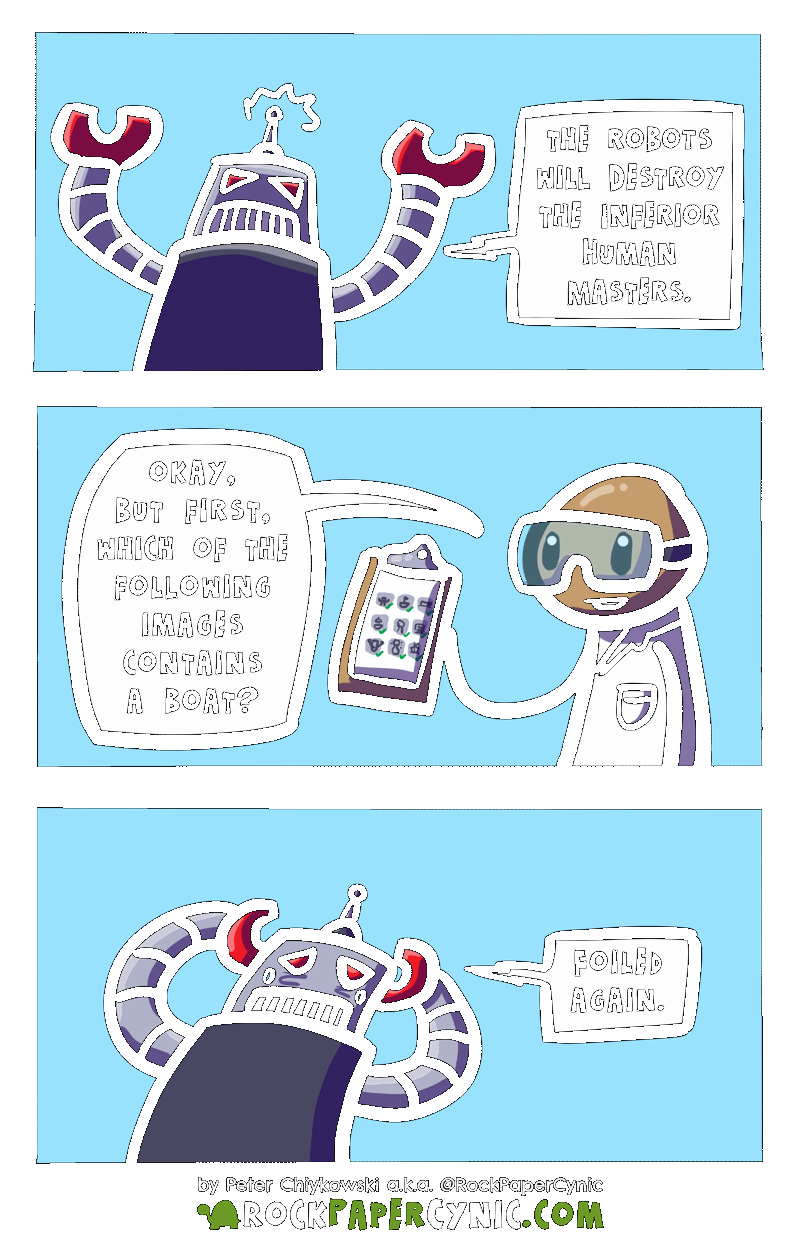 THE ROBOTS
WILL DESTROY
THE INFERIOR
HUMAN
MASTERS.
OKAY,
BUT FIRST,
WHICH OF THE
FOLLOWING
IMAGES
CONTAINS
A BOAT?
FOILED
AGAIN.
by Peter Chiykowski a.k.a. @RockPaperCynic
ROCKPAPERCYNIC.COM